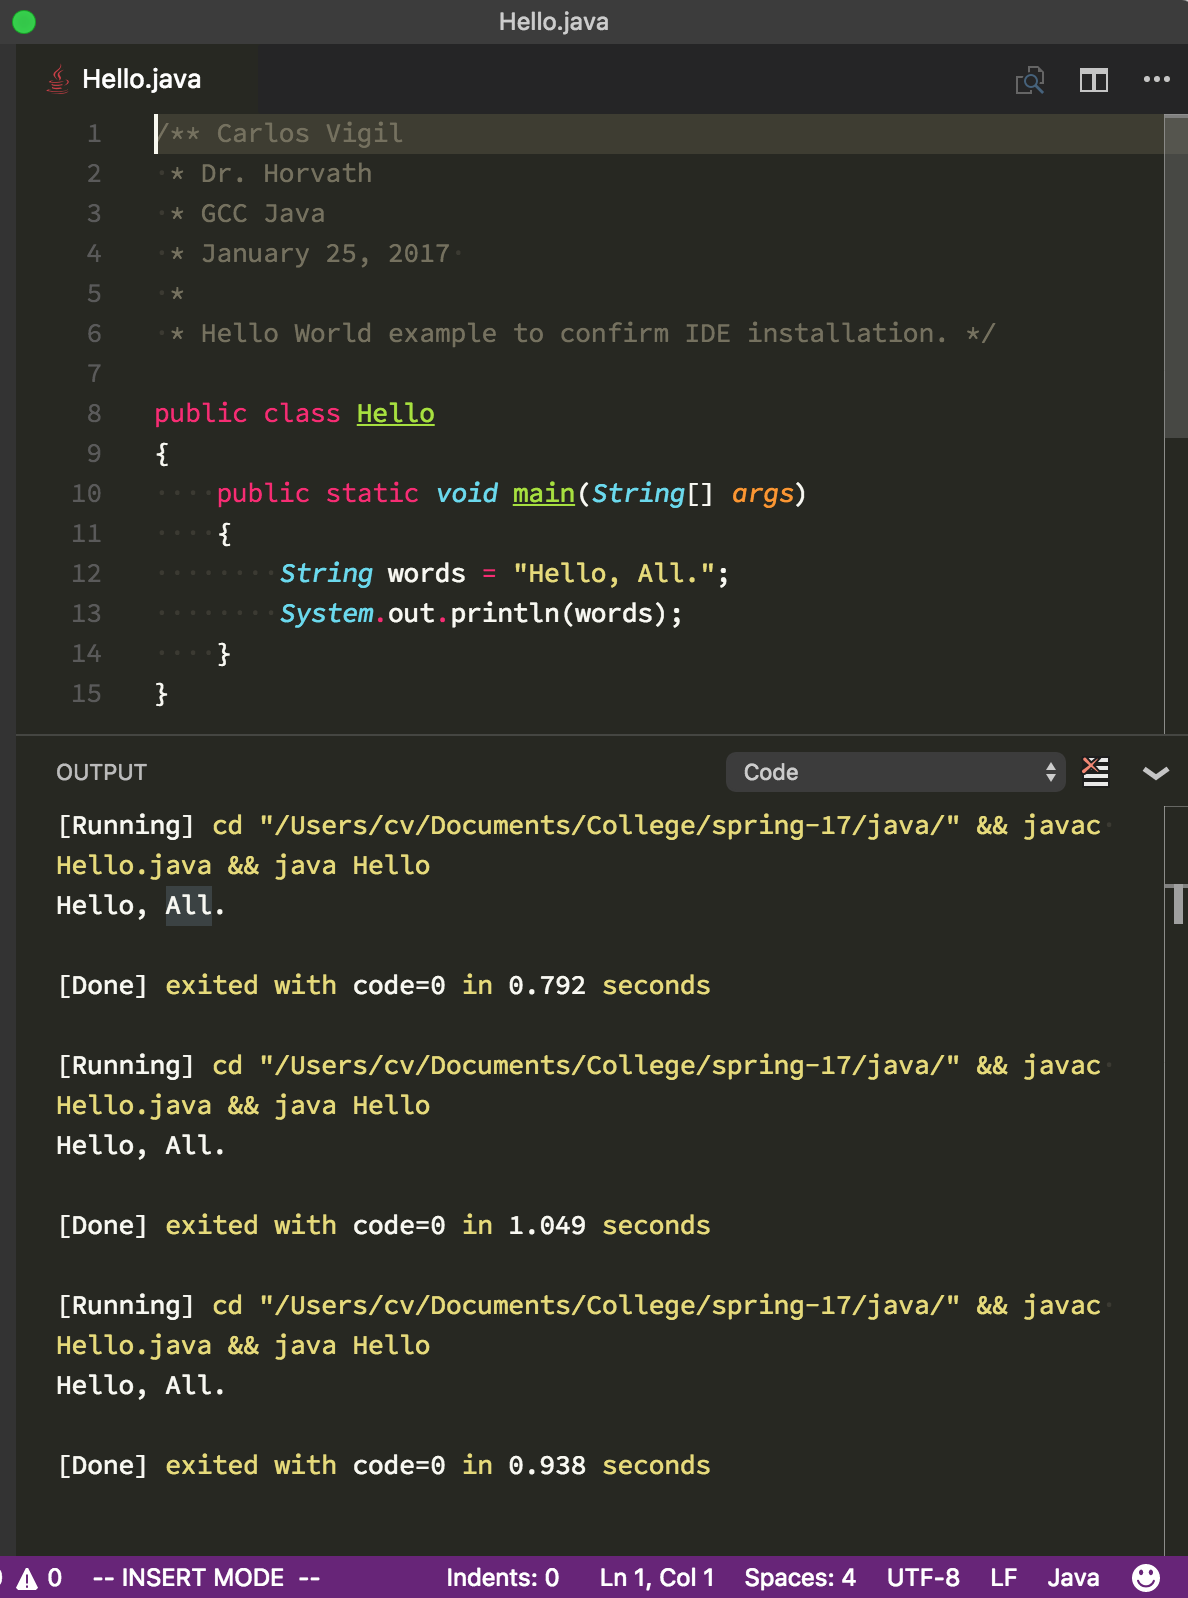 Hello.java
Hello.java
1 /** Carlos Vigil
2  * Dr. Horvath
3  * GCC Java
4  * January 25, 2017
5  *
6  * Hello World example to confirm IDE installation. */
7
8 public class Hello
9 {
10     public static void main(String[] args)
11     {
12         String words = "Hello, All.";
13         System.out.println(words);
14     }
15 }
OUTPUT Code
[Running] cd "/Users/cv/Documents/College/spring-17/java/" && javac
Hello.java && java Hello
Hello, All.
[Done] exited with code=0 in 0.792 seconds
[Running] cd "/Users/cv/Documents/College/spring-17/java/" && javac
Hello.java && java Hello
Hello, All.
[Done] exited with code=0 in 1.049 seconds
[Running] cd "/Users/cv/Documents/College/spring-17/java/" && javac
Hello.java && java Hello
Hello, All.
[Done] exited with code=0 in 0.938 seconds
0 -- INSERT MODE -- Indents: 0 Ln 1, Col 1 Spaces: 4 UTF-8 LF Java